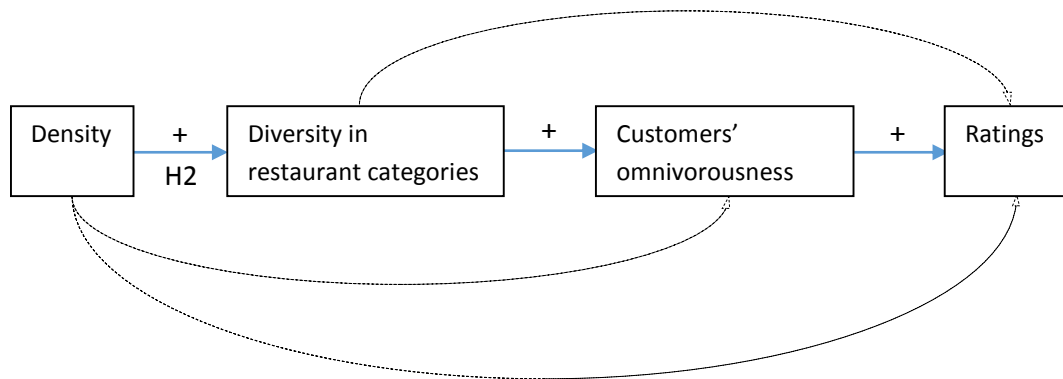 Density
+
H2
Diversity in
restaurant categories
+
Customers’
omnivorousness
+
Ratings